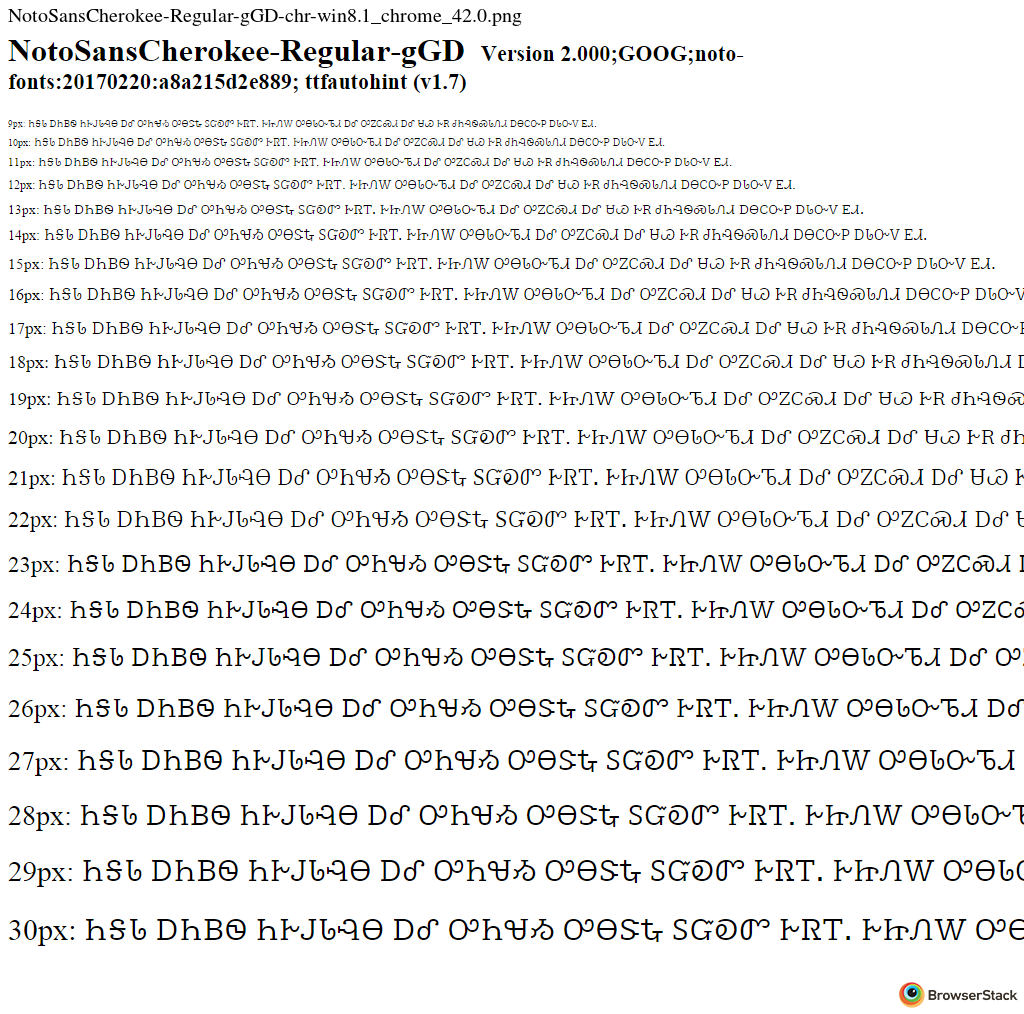 NotoSansCherokee-Regular-gGD-chr-win8.1_chrome_42.0.png
NotoSansCherokee-Regular-gGD Version 2.000;GOOG;noto-
fonts:20170220:a8a215d2e889; ttfautohint (v1.7)
9px: ᏂᎦᏓ ᎠᏂᏴᏫ ᏂᎨᎫᏓᎸᎾ ᎠᎴ ᎤᏂᏠᏱ ᎤᎾᏕᎿ ᏚᏳᎧᏛ ᎨᏒᎢ. ᎨᏥᏁᎳ ᎤᎾᏓᏅᏖᏗ ᎠᎴ ᎤᏃᏟᏍᏗ ᎠᎴ ᏌᏊ ᎨᏒ ᏧᏂᎸᏫᏍᏓᏁᏗ ᎠᎾᏟᏅᏢ ᎠᏓᏅᏙ ᎬᏗ.
10px: ᏂᎦᏓ ᎠᏂᏴᏫ ᏂᎨᎫᏓᎸᎾ ᎠᎴ ᎤᏂᏠᏱ ᎤᎾᏕᎿ ᏚᏳᎧᏛ ᎨᏒᎢ. ᎨᏥᏁᎳ ᎤᎾᏓᏅᏖᏗ ᎠᎴ ᎤᏃᏟᏍᏗ ᎠᎴ ᏌᏊ ᎨᏒ ᏧᏂᎸᏫᏍᏓᏁᏗ ᎠᎾᏟᏅᏢ ᎠᏓᏅᏙ ᎬᏗ.
11px: ᏂᎦᏓ ᎠᏂᏴᏫ ᏂᎨᎫᏓᎸᎾ ᎠᎴ ᎤᏂᏠᏱ ᎤᎾᏕᎿ ᏚᏳᎧᏛ ᎨᏒᎢ. ᎨᏥᏁᎳ ᎤᎾᏓᏅᏖᏗ ᎠᎴ ᎤᏃᏟᏍᏗ ᎠᎴ ᏌᏊ ᎨᏒ ᏧᏂᎸᏫᏍᏓᏁᏗ ᎠᎾᏟᏅᏢ ᎠᏓᏅᏙ ᎬᏗ.
12px: ᏂᎦᏓ ᎠᏂᏴᏫ ᏂᎨᎫᏓᎸᎾ ᎠᎴ ᎤᏂᏠᏱ ᎤᎾᏕᎿ ᏚᏳᎧᏛ ᎨᏒᎢ. ᎨᏥᏁᎳ ᎤᎾᏓᏅᏖᏗ ᎠᎴ ᎤᏃᏟᏍᏗ ᎠᎴ ᏌᏊ ᎨᏒ ᏧᏂᎸᏫᏍᏓᏁᏗ ᎠᎾᏟᏅᏢ ᎠᏓᏅᏙ ᎬᏗ.
13px: ᏂᎦᏓ ᎠᏂᏴᏫ ᏂᎨᎫᏓᎸᎾ ᎠᎴ ᎤᏂᏠᏱ ᎤᎾᏕᎿ ᏚᏳᎧᏛ ᎨᏒᎢ. ᎨᏥᏁᎳ ᎤᎾᏓᏅᏖᏗ ᎠᎴ ᎤᏃᏟᏍᏗ ᎠᎴ ᏌᏊ ᎨᏒ ᏧᏂᎸᏫᏍᏓᏁᏗ ᎠᎾᏟᏅᏢ ᎠᏓᏅᏙ ᎬᏗ.
14px: ᏂᎦᏓ ᎠᏂᏴᏫ ᏂᎨᎫᏓᎸᎾ ᎠᎴ ᎤᏂᏠᏱ ᎤᎾᏕᎿ ᏚᏳᎧᏛ ᎨᏒᎢ. ᎨᏥᏁᎳ ᎤᎾᏓᏅᏖᏗ ᎠᎴ ᎤᏃᏟᏍᏗ ᎠᎴ ᏌᏊ ᎨᏒ ᏧᏂᎸᏫᏍᏓᏁᏗ ᎠᎾᏟᏅᏢ ᎠᏓᏅᏙ ᎬᏗ.
15px: ᏂᎦᏓ ᎠᏂᏴᏫ ᏂᎨᎫᏓᎸᎾ ᎠᎴ ᎤᏂᏠᏱ ᎤᎾᏕᎿ ᏚᏳᎧᏛ ᎨᏒᎢ. ᎨᏥᏁᎳ ᎤᎾᏓᏅᏖᏗ ᎠᎴ ᎤᏃᏟᏍᏗ ᎠᎴ ᏌᏊ ᎨᏒ ᏧᏂᎸᏫᏍᏓᏁᏗ ᎠᎾᏟᏅᏢ ᎠᏓᏅᏙ ᎬᏗ.
16px: ᏂᎦᏓ ᎠᏂᏴᏫ ᏂᎨᎫᏓᎸᎾ ᎠᎴ ᎤᏂᏠᏱ ᎤᎾᏕᎿ ᏚᏳᎧᏛ ᎨᏒᎢ. ᎨᏥᏁᎳ ᎤᎾᏓᏅᏖᏗ ᎠᎴ ᎤᏃᏟᏍᏗ ᎠᎴ ᏌᏊ ᎨᏒ ᏧᏂᎸᏫᏍᏓᏁᏗ ᎠᎾᏟᏅᏢ ᎠᏓᏅᏙ
17px: ᏂᎦᏓ ᎠᏂᏴᏫ ᏂᎨᎫᏓᎸᎾ ᎠᎴ ᎤᏂᏠᏱ ᎤᎾᏕᎿ ᏚᏳᎧᏛ ᎨᏒᎢ. ᎨᏥᏁᎳ ᎤᎾᏓᏅᏖᏗ ᎠᎴ ᎤᏃᏟᏍᏗ ᎠᎴ ᏌᏊ ᎨᏒ ᏧᏂᎸᏫᏍᏓᏁᏗ ᎠᎾᏟᏅᏢ
18px: ᏂᎦᏓ ᎠᏂᏴᏫ ᏂᎨᎫᏓᎸᎾ ᎠᎴ ᎤᏂᏠᏱ ᎤᎾᏕᎿ ᏚᏳᎧᏛ ᎨᏒᎢ. ᎨᏥᏁᎳ ᎤᎾᏓᏅᏖᏗ ᎠᎴ ᎤᏃᏟᏍᏗ ᎠᎴ ᏌᏊ ᎨᏒ ᏧᏂᎸᏫᏍᏓᏁᏗ Ꭰ
19px: ᏂᎦᏓ ᎠᏂᏴᏫ ᏂᎨᎫᏓᎸᎾ ᎠᎴ ᎤᏂᏠᏱ ᎤᎾᏕᎿ ᏚᏳᎧᏛ ᎨᏒᎢ. ᎨᏥᏁᎳ ᎤᎾᏓᏅᏖᏗ ᎠᎴ ᎤᏃᏟᏍᏗ ᎠᎴ ᏌᏊ ᎨᏒ ᏧᏂᎸᏫᏍ
20px: ᏂᎦᏓ ᎠᏂᏴᏫ ᏂᎨᎫᏓᎸᎾ ᎠᎴ ᎤᏂᏠᏱ ᎤᎾᏕᎿ ᏚᏳᎧᏛ ᎨᏒᎢ. ᎨᏥᏁᎳ ᎤᎾᏓᏅᏖᏗ ᎠᎴ ᎤᏃᏟᏍᏗ ᎠᎴ ᏌᏊ ᎨᏒ ᏧᏂ
21px: ᏂᎦᏓ ᎠᏂᏴᏫ ᏂᎨᎫᏓᎸᎾ ᎠᎴ ᎤᏂᏠᏱ ᎤᎾᏕᎿ ᏚᏳᎧᏛ ᎨᏒᎢ. ᎨᏥᏁᎳ ᎤᎾᏓᏅᏖᏗ ᎠᎴ ᎤᏃᏟᏍᏗ ᎠᎴ ᏌᏊ
22px: ᏂᎦᏓ ᎠᏂᏴᏫ ᏂᎨᎫᏓᎸᎾ ᎠᎴ ᎤᏂᏠᏱ ᎤᎾᏕᎿ ᏚᏳᎧᏛ ᎨᏒᎢ. ᎨᏥᏁᎳ ᎤᎾᏓᏅᏖᏗ ᎠᎴ ᎤᏃᏟᏍᏗ ᎠᎴ
23px: ᏂᎦᏓ ᎠᏂᏴᏫ ᏂᎨᎫᏓᎸᎾ ᎠᎴ ᎤᏂᏠᏱ ᎤᎾᏕᎿ ᏚᏳᎧᏛ ᎨᏒᎢ. ᎨᏥᏁᎳ ᎤᎾᏓᏅᏖᏗ ᎠᎴ ᎤᏃᏟᏍᏗ
24px: ᏂᎦᏓ ᎠᏂᏴᏫ ᏂᎨᎫᏓᎸᎾ ᎠᎴ ᎤᏂᏠᏱ ᎤᎾᏕᎿ ᏚᏳᎧᏛ ᎨᏒᎢ. ᎨᏥᏁᎳ ᎤᎾᏓᏅᏖᏗ ᎠᎴ ᎤᏃᏟᏍ
25px: ᏂᎦᏓ ᎠᏂᏴᏫ ᏂᎨᎫᏓᎸᎾ ᎠᎴ ᎤᏂᏠᏱ ᎤᎾᏕᎿ ᏚᏳᎧᏛ ᎨᏒᎢ. ᎨᏥᏁᎳ ᎤᎾᏓᏅᏖᏗ ᎠᎴ Ꭴ
26px: ᏂᎦᏓ ᎠᏂᏴᏫ ᏂᎨᎫᏓᎸᎾ ᎠᎴ ᎤᏂᏠᏱ ᎤᎾᏕᎿ ᏚᏳᎧᏛ ᎨᏒᎢ. ᎨᏥᏁᎳ ᎤᎾᏓᏅᏖᏗ ᎠᎴ
27px: ᏂᎦᏓ ᎠᏂᏴᏫ ᏂᎨᎫᏓᎸᎾ ᎠᎴ ᎤᏂᏠᏱ ᎤᎾᏕᎿ ᏚᏳᎧᏛ ᎨᏒᎢ. ᎨᏥᏁᎳ ᎤᎾᏓᏅᏖᏗ
28px: ᏂᎦᏓ ᎠᏂᏴᏫ ᏂᎨᎫᏓᎸᎾ ᎠᎴ ᎤᏂᏠᏱ ᎤᎾᏕᎿ ᏚᏳᎧᏛ ᎨᏒᎢ. ᎨᏥᏁᎳ ᎤᎾᏓᏅᏖ
29px: ᏂᎦᏓ ᎠᏂᏴᏫ ᏂᎨᎫᏓᎸᎾ ᎠᎴ ᎤᏂᏠᏱ ᎤᎾᏕᎿ ᏚᏳᎧᏛ ᎨᏒᎢ. ᎨᏥᏁᎳ ᎤᎾᏓ
30px: ᏂᎦᏓ ᎠᏂᏴᏫ ᏂᎨᎫᏓᎸᎾ ᎠᎴ ᎤᏂᏠᏱ ᎤᎾᏕᎿ ᏚᏳᎧᏛ ᎨᏒᎢ. ᎨᏥᏁᎳ ᎤᎾ
BrowserStack